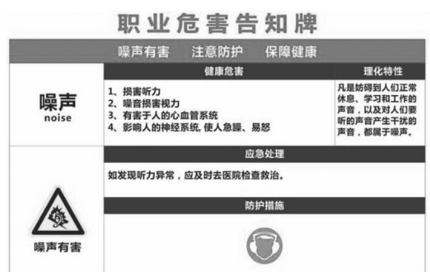 职业危害告知牌
噪声有害 注意防护 保障健康
噪声
noise
健康危害
1、损害听力
2、噪音损害视力
3、有害于人的心血管系统
4、影响人的神经系统, 使人急躁、易怒
理化特性
凡是妨碍到人们正常
休息、学习和工作的
声音，以及对人们要
听的声音产生干扰的
声音，都属于噪声。
噪声有害
应急处理
如发现听力异常，应及时去医院检查救治。
防护措施